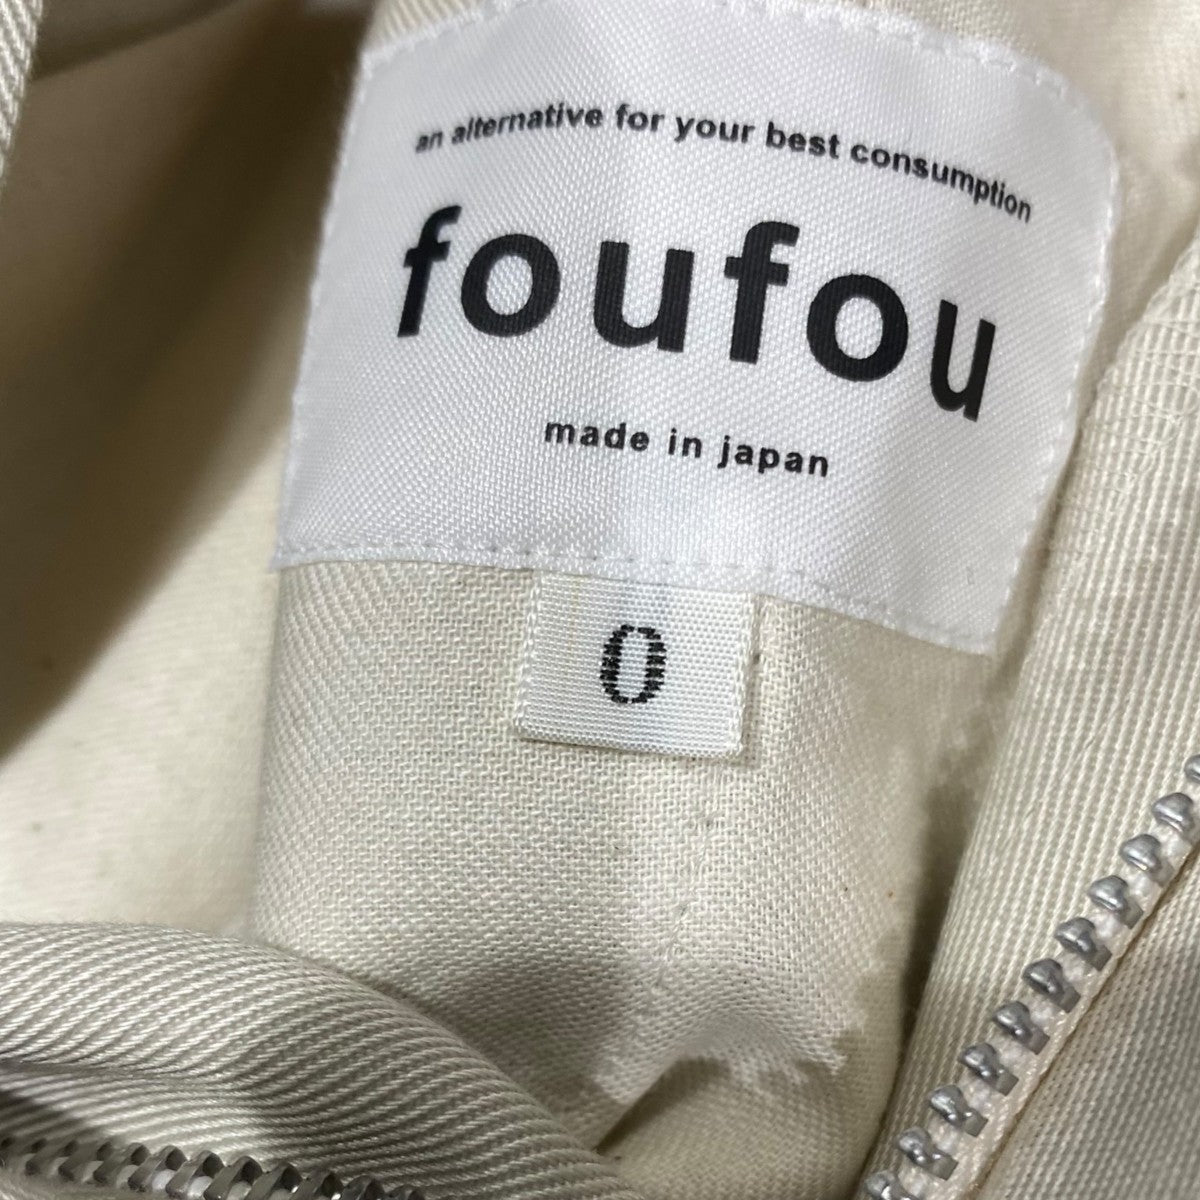 an alternative for your best consumption
foufou
made in japan
0